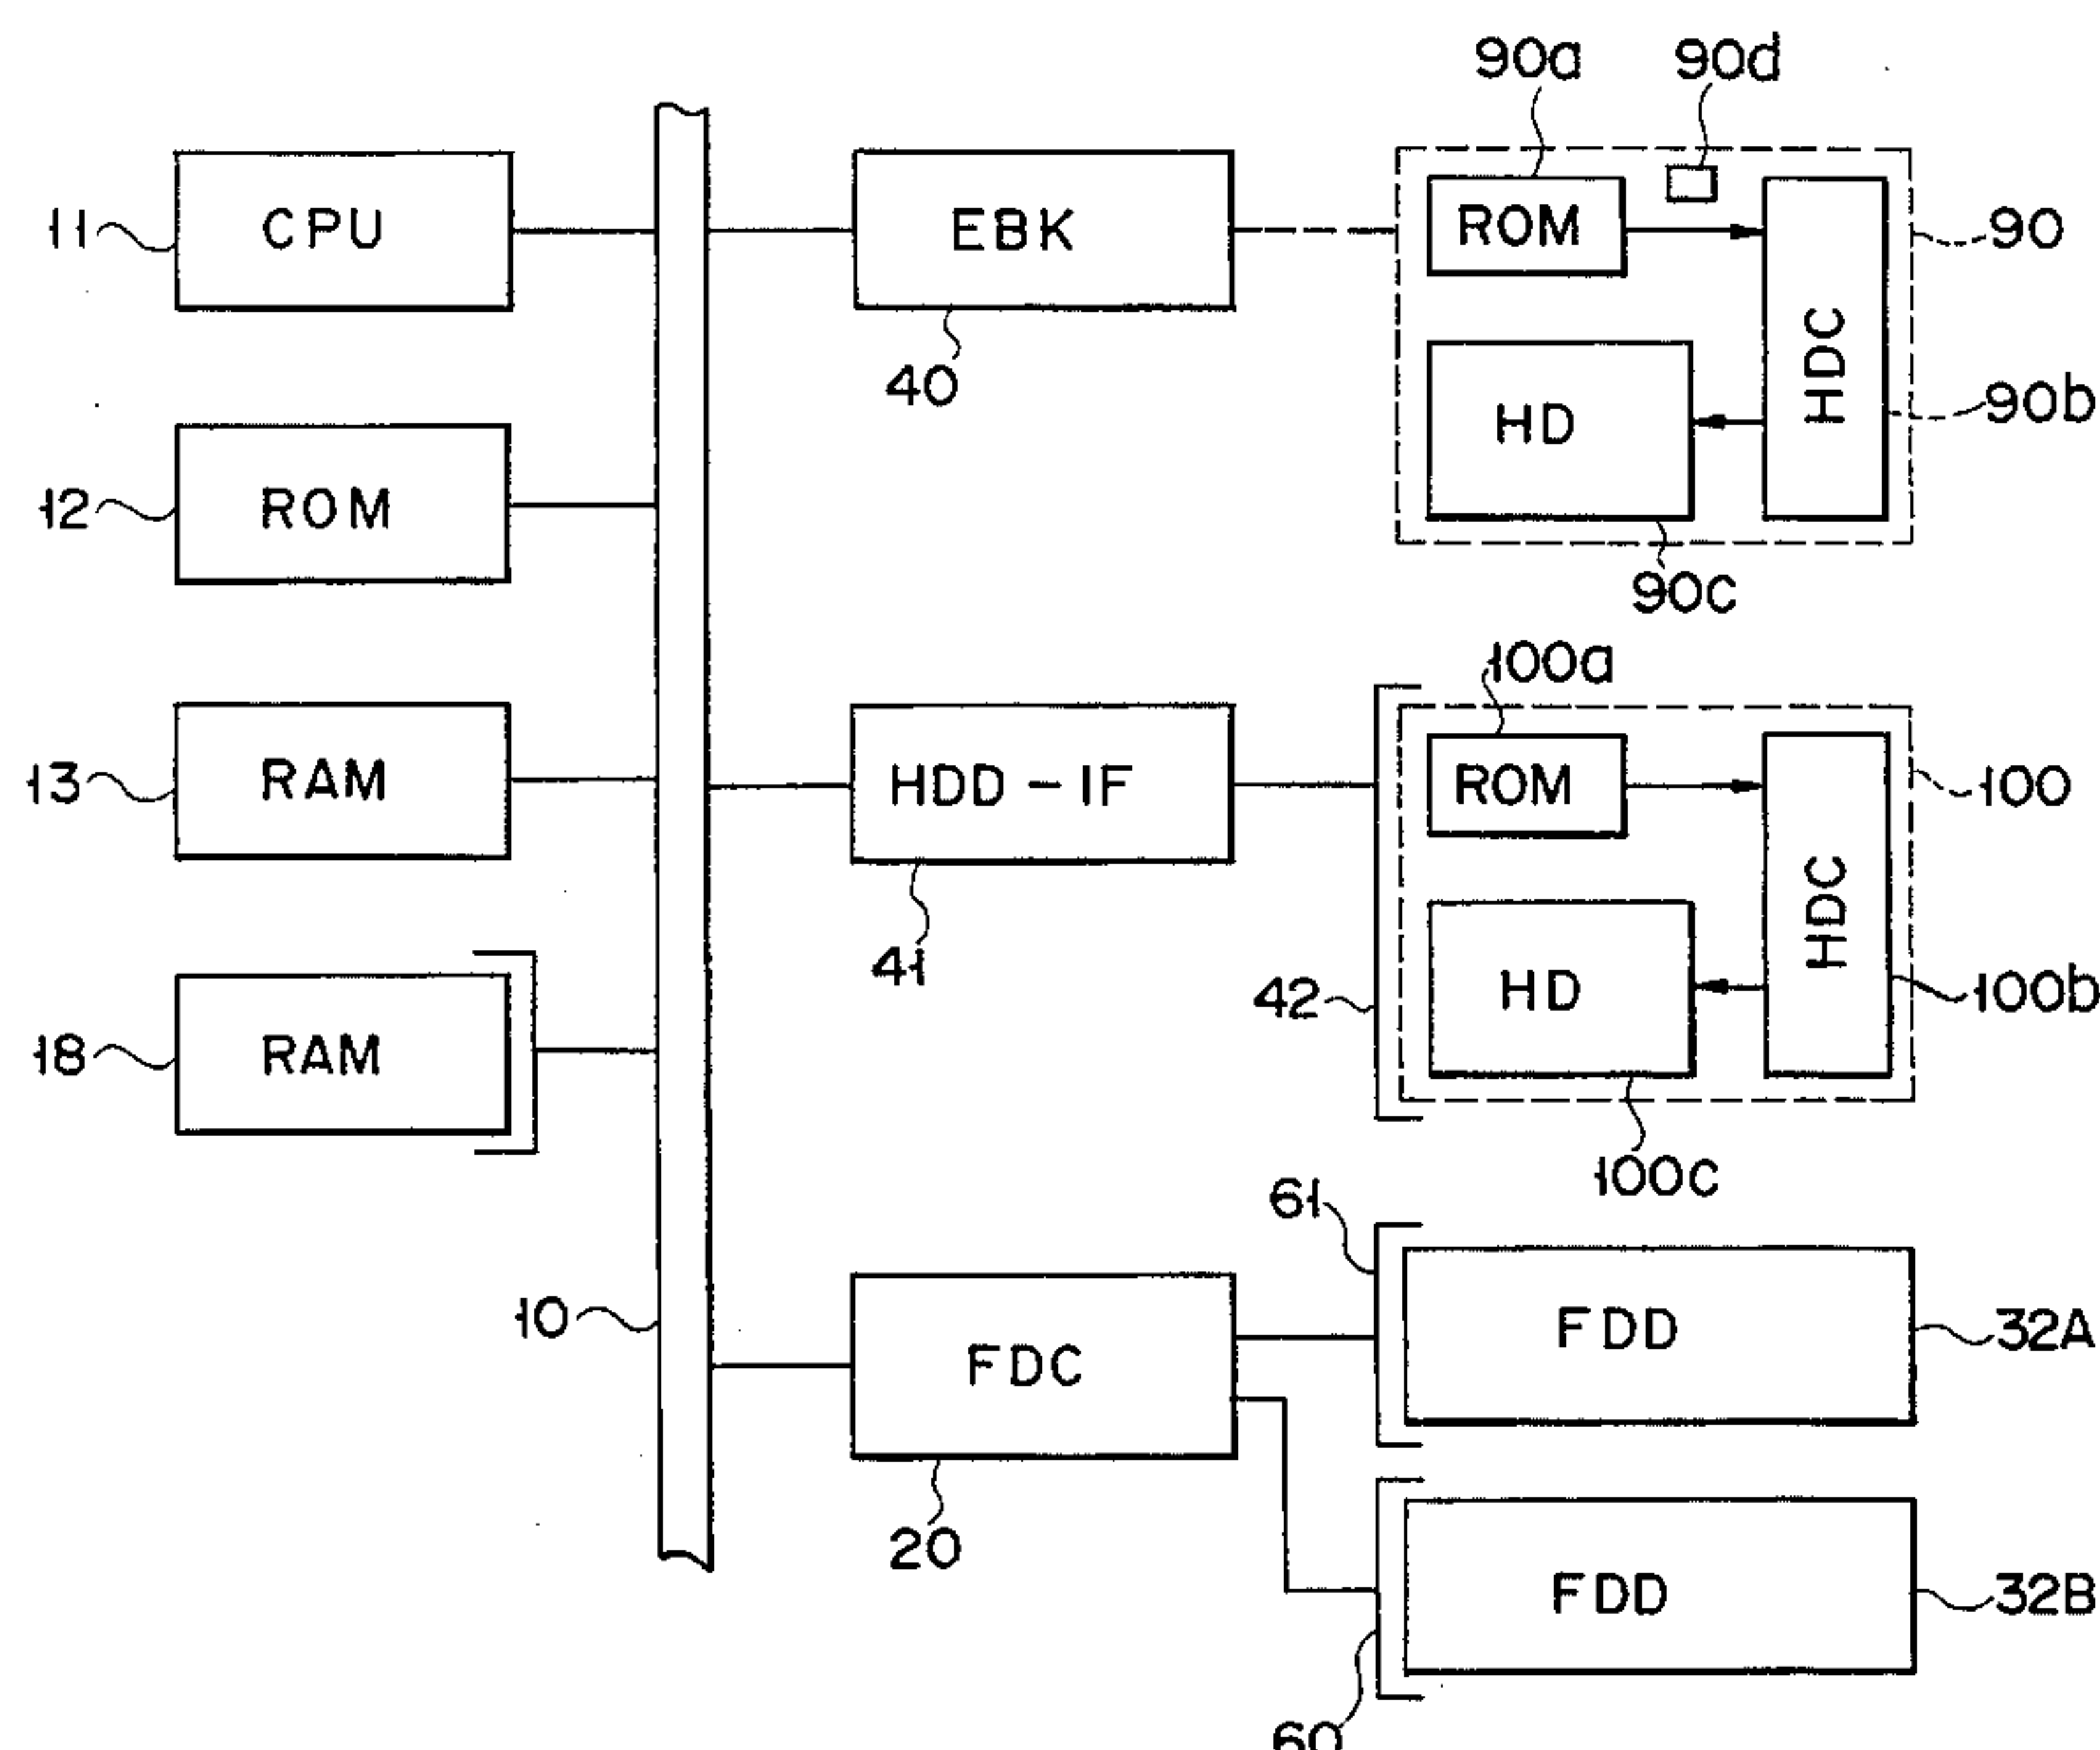 90a
90d
11
CPU
EBK
ROM
90
HDC
40
HD
90b
12
ROM
90c
100a
13
RAM
HDD-IF
ROM
100
HDC
41
42
HD
100b
18
RAM
100c
61
10
FDC
FDD
32A
20
FDD
32B
60